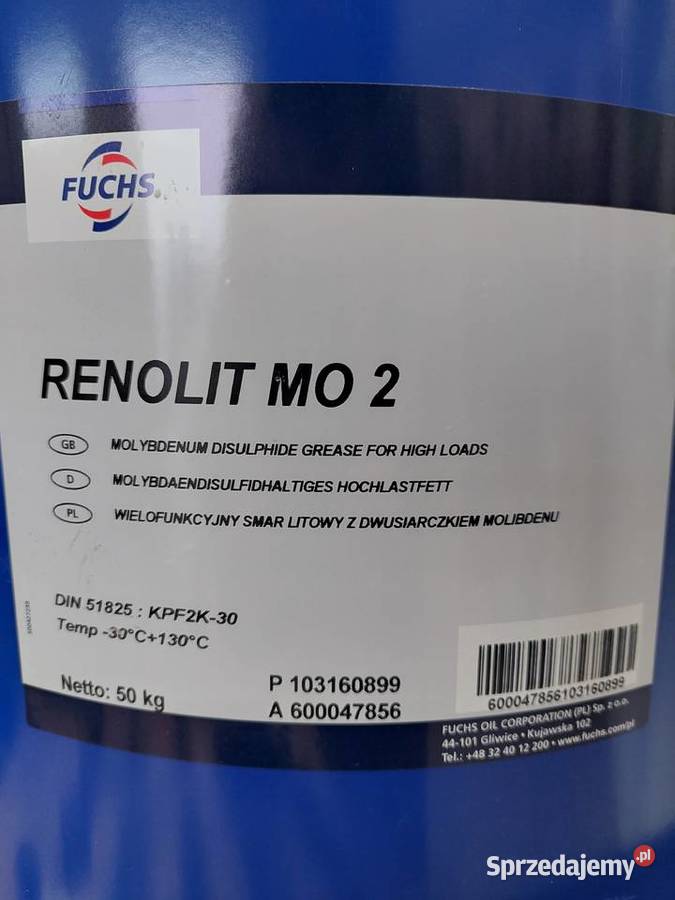 FUCHS
RENOLIT MO 2
GB MOLYBDENUM DISULPHIDE GREASE FOR HIGH LOADS
D MOLYBDAENDISULFIDHALTIGES HOCHLASTFETT
PL WIELOFUNKCYJNY SMAR LITOWY Z DWUSIARCZKIEM MOLIBDENU
DIN 51825 : KPF2K-30
Temp -30°C+130°C
Netto: 50 kg
P 103160899
A 600047856
600047856103160899
FUCHS OIL CORPORATION (PL) Sp. z o.o.
44-101 Gliwice • Kujawska 102
Tel.: +48 32 40 12 200 • www.fuchs.com/pl
Sprzedajemy.pl